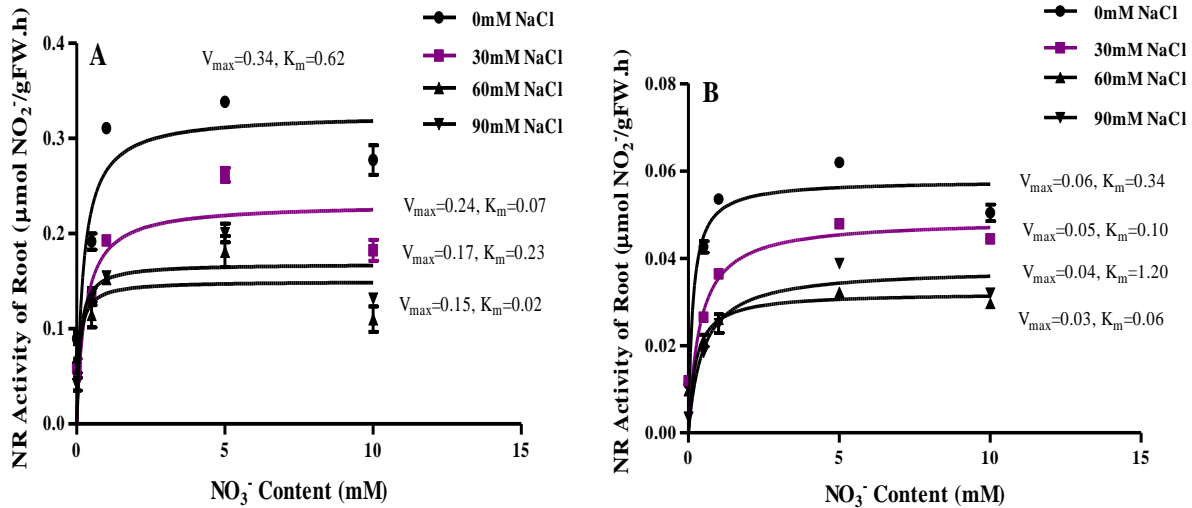 A
NR Activity of Root (μmol NO₂⁻/gFW.h)
0.4
0.3
0.2
0.1
0.0
0
5
10
15
NO₃⁻ Content (mM)
0mM NaCl
30mM NaCl
60mM NaCl
90mM NaCl
Vmax=0.34, Km=0.62
Vmax=0.24, Km=0.07
Vmax=0.17, Km=0.23
Vmax=0.15, Km=0.02
B
NR Activity of Root (μmol NO₂⁻/gFW.h)
0.08
0.06
0.04
0.02
0.00
0
5
10
15
NO₃⁻ Content (mM)
0mM NaCl
30mM NaCl
60mM NaCl
90mM NaCl
Vmax=0.06, Km=0.34
Vmax=0.05, Km=0.10
Vmax=0.04, Km=1.20
Vmax=0.03, Km=0.06